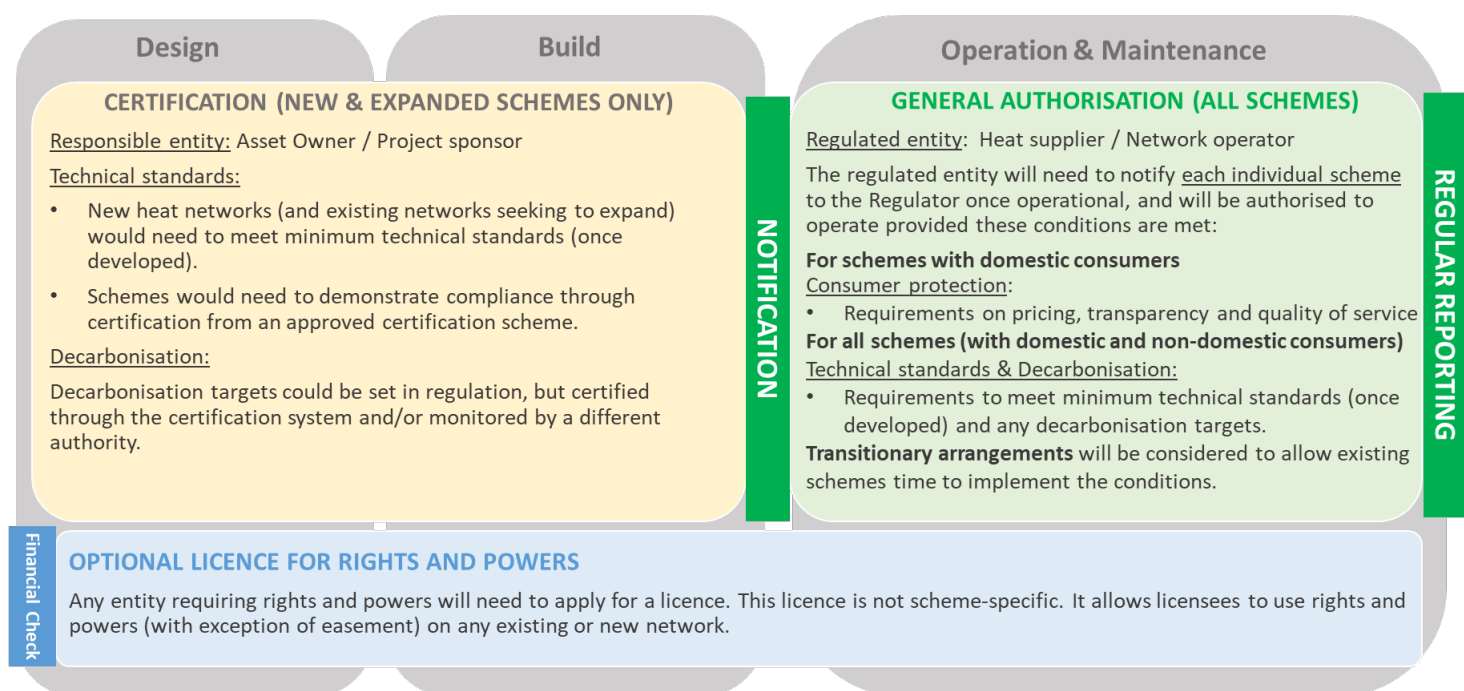 Design
Build
Operation & Maintenance
CERTIFICATION (NEW & EXPANDED SCHEMES ONLY)
Responsible entity: Asset Owner / Project sponsor
Technical standards:
• New heat networks (and existing networks seeking to expand)
would need to meet minimum technical standards (once
developed).
• Schemes would need to demonstrate compliance through
certification from an approved certification scheme.
Decarbonisation:
Decarbonisation targets could be set in regulation, but certified
through the certification system and/or monitored by a different
authority.
NOTIFICATION
GENERAL AUTHORISATION (ALL SCHEMES)
Regulated entity: Heat supplier / Network operator
The regulated entity will need to notify each individual scheme
to the Regulator once operational, and will be authorised to
operate provided these conditions are met:
For schemes with domestic consumers
Consumer protection:
• Requirements on pricing, transparency and quality of service
For all schemes (with domestic and non-domestic consumers)
Technical standards & Decarbonisation:
• Requirements to meet minimum technical standards (once
developed) and any decarbonisation targets.
Transitionary arrangements will be considered to allow existing
schemes time to implement the conditions.
REGULAR REPORTING
Financial Check
OPTIONAL LICENCE FOR RIGHTS AND POWERS
Any entity requiring rights and powers will need to apply for a licence. This licence is not scheme-specific. It allows licensees to use rights and
powers (with exception of easement) on any existing or new network.